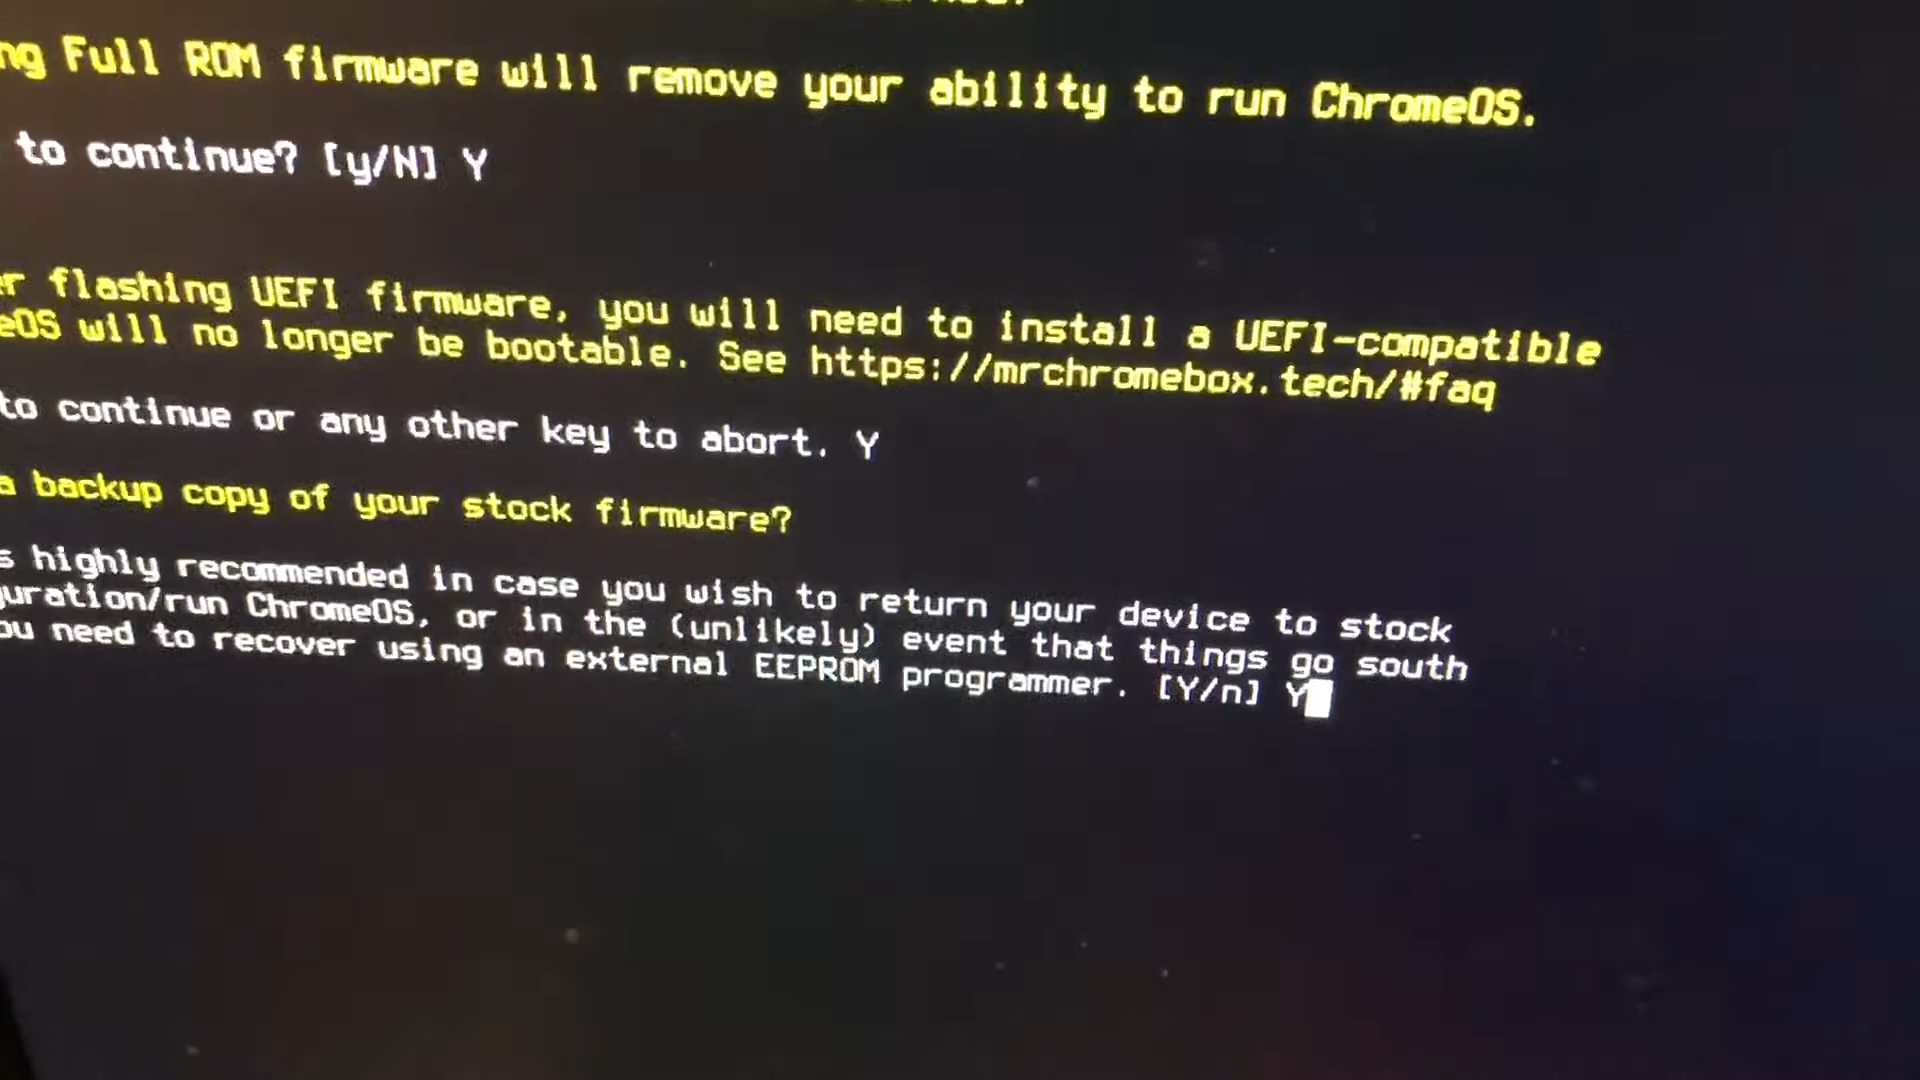 ng Full ROM firmware will remove your ability to run ChromeOS.
to continue? [y/N] Y
er flashing UEFI firmware, you will need to install a UEFI-compatible
eOS will no longer be bootable. See https://mrchromebox.tech/#faq
to continue or any other key to abort. Y
a backup copy of your stock firmware?
s highly recommended in case you wish to return your device to stock
guration/run ChromeOS, or in the (unlikely) event that things go south
ou need to recover using an external EEPROM programmer. [Y/n] Y